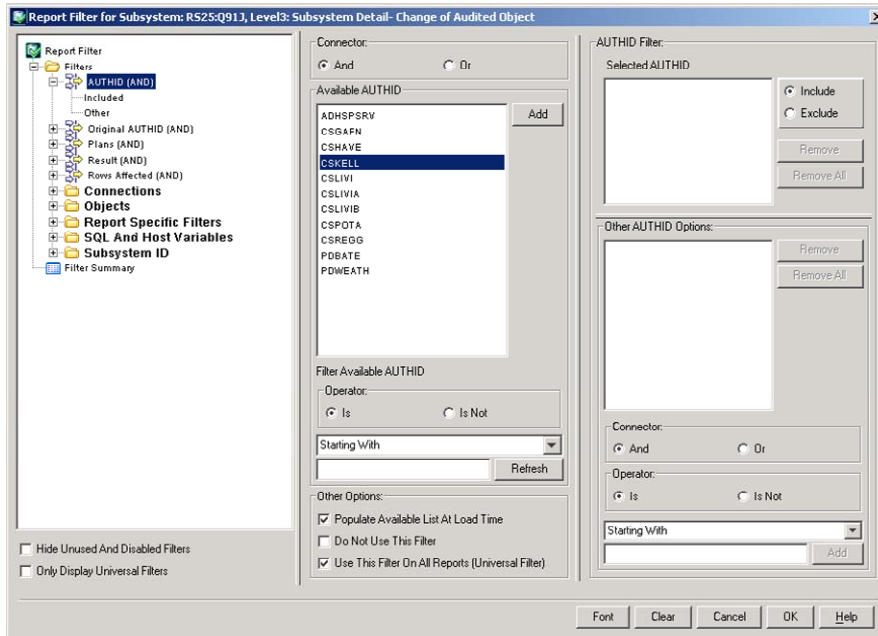 Report Filter for Subsystem: RS25:Q91J, Level3: Subsystem Detail- Change of Audited Object
Report Filter
Filters
AUTHID (AND)
Included
Other
Original AUTHID (AND)
Plans (AND)
Result (AND)
Rows Affected (AND)
Connections
Objects
Report Specific Filters
SQL And Host Variables
Subsystem ID
Filter Summary
Hide Unused And Disabled Filters
Only Display Universal Filters
Connector:
And Or
Available AUTHID
ADHSPSRV
CSGAFN
CSHAVE
CSKELL
CSLIVI
CSLIVIA
CSLIVIB
CSPOTA
CSREGG
PDBATE
PDWEATH
Add
Filter Available AUTHID
Operator:
Is Is Not
Starting With
Refresh
Other Options:
Populate Available List At Load Time
Do Not Use This Filter
Use This Filter On All Reports (Universal Filter)
AUTHID Filter:
Selected AUTHID
Include
Exclude
Remove
Remove All
Other AUTHID Options:
Remove
Remove All
Connector:
And Or
Operator:
Is Is Not
Starting With
Add
Font Clear Cancel OK Help